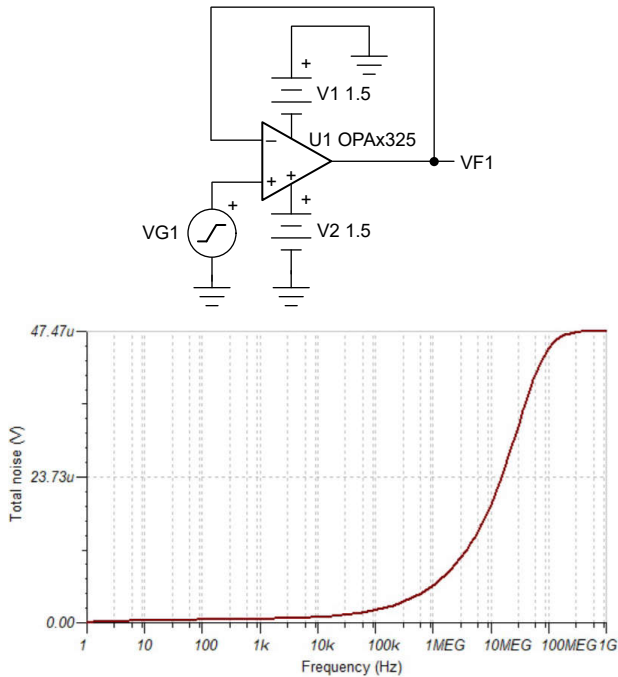 +
V1 1.5
U1 OPAx325
−
+
+
+
VF1
+
VG1
V2 1.5
47.47u
23.73u
0.00
Total noise (V)
1 10 100 1k 10k 100k 1MEG 10MEG 100MEG 1G
Frequency (Hz)